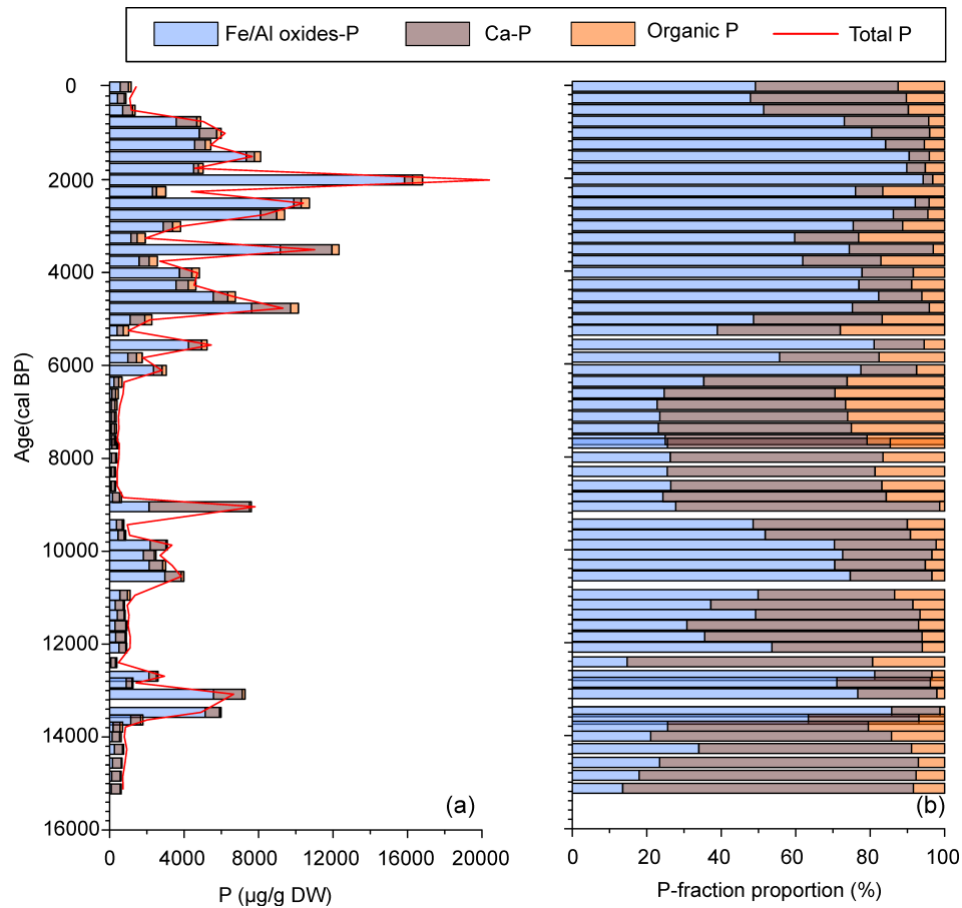 Fe/Al oxides-P Ca-P Organic P Total P
0
2000
4000
6000
8000
10000
12000
14000
16000
Age(cal BP)
(a) (b)
0 4000 8000 12000 16000 20000 0 20 40 60 80 100
P (µg/g DW) P-fraction proportion (%)